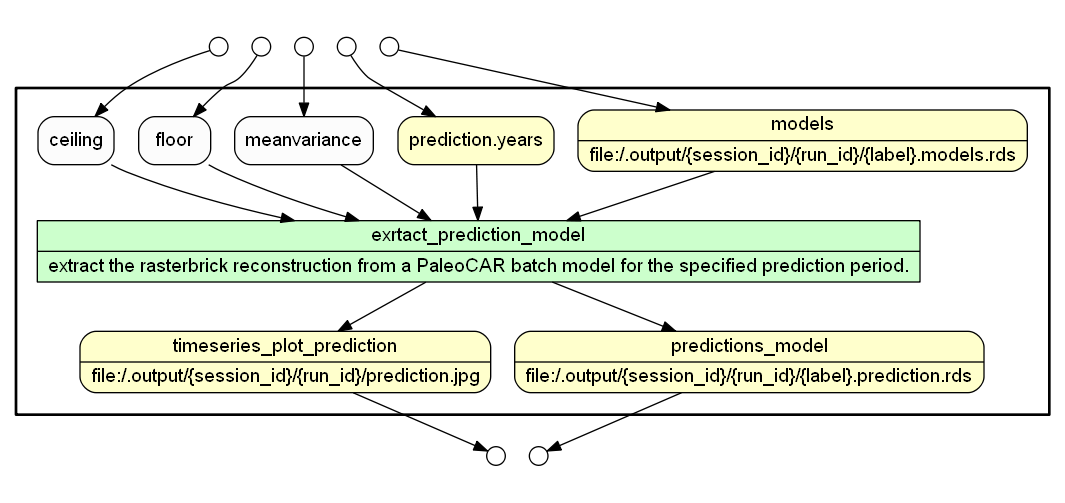 ceiling
floor
meanvariance
prediction.years
models
file:/.output/{session_id}/{run_id}/{label}.models.rds
exrtact_prediction_model
extract the rasterbrick reconstruction from a PaleoCAR batch model for the specified prediction period.
timeseries_plot_prediction
file:/.output/{session_id}/{run_id}/prediction.jpg
predictions_model
file:/.output/{session_id}/{run_id}/{label}.prediction.rds